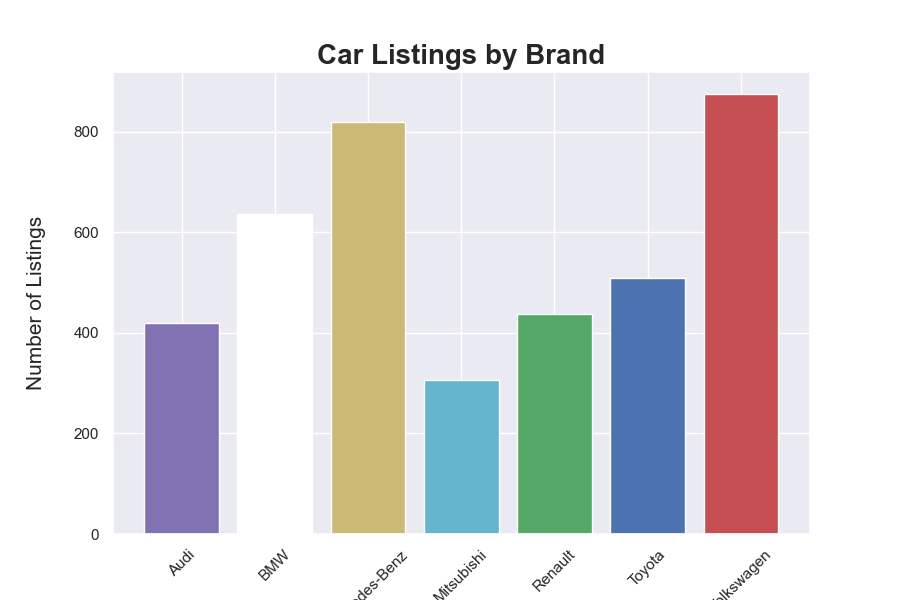 Car Listings by Brand
Number of Listings
800
600
400
200
0
Audi
BMW
des-Benz
Mitsubishi
Renault
Toyota
olkswagen